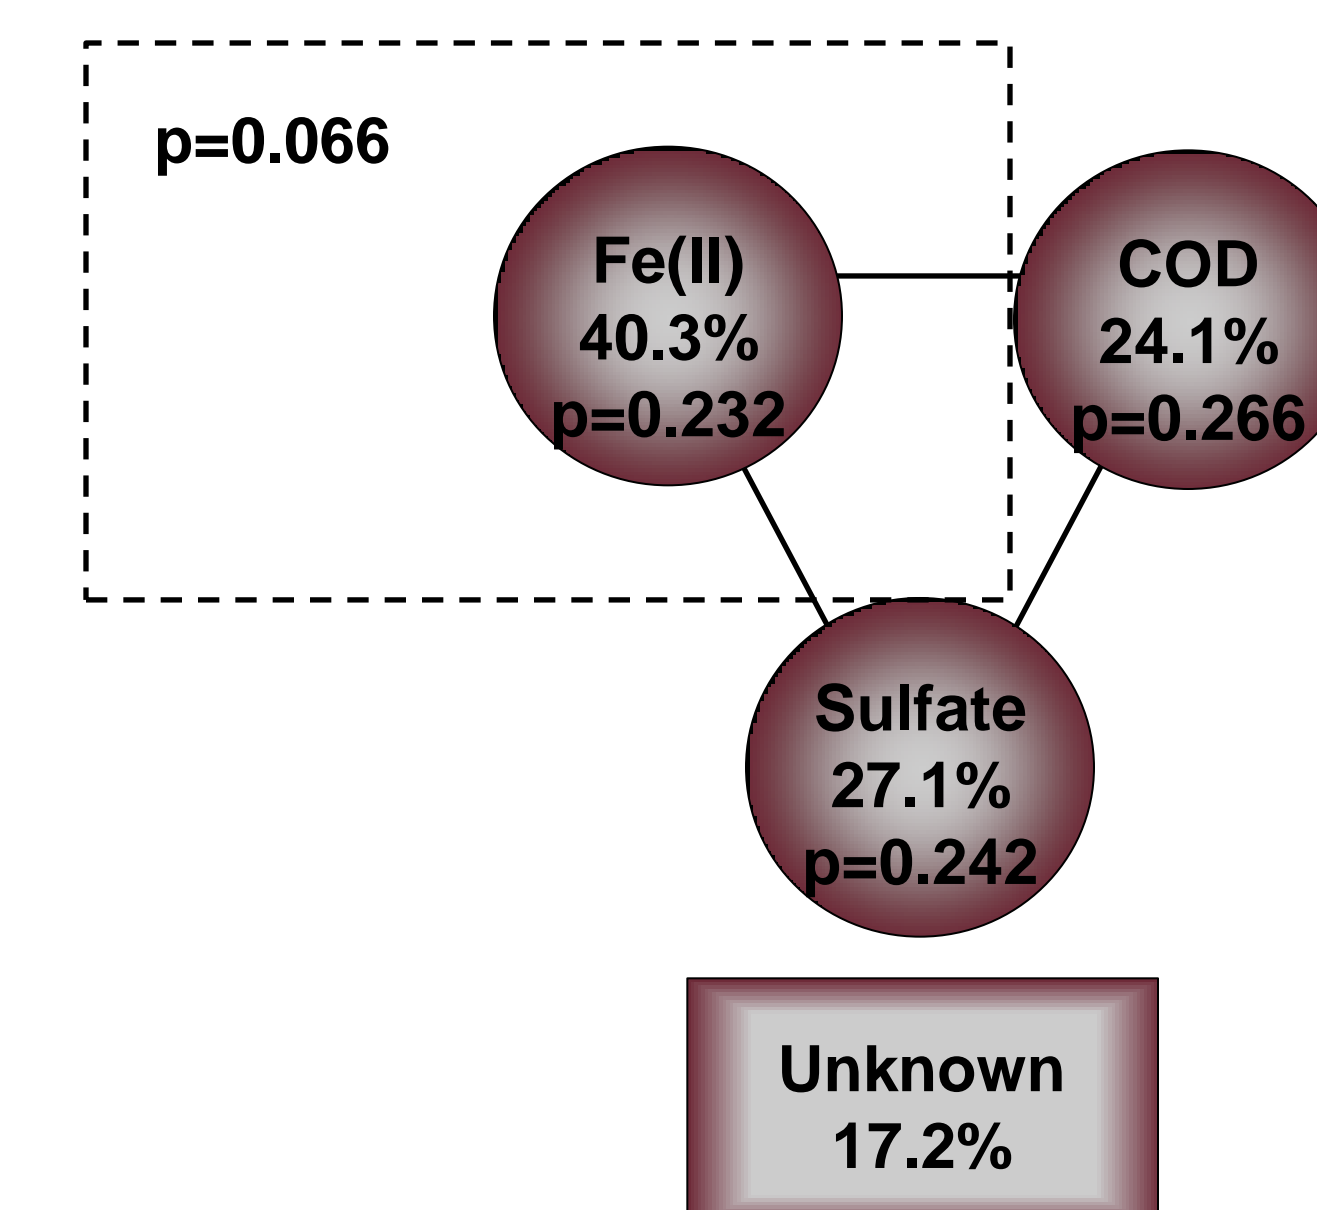 p=0.066
Fe(II)
40.3%
p=0.232
COD
24.1%
p=0.266
Sulfate
27.1%
p=0.242
Unknown
17.2%